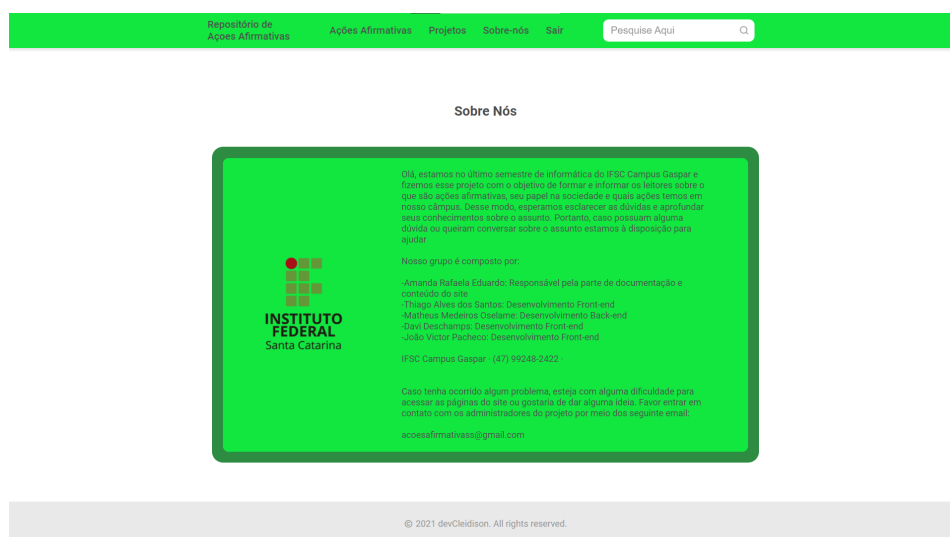 Repositório de
Açoes Afirmativas
Ações Afirmativas Projetos Sobre-nós Sair Pesquise Aqui
Sobre Nós
INSTITUTO
FEDERAL
Santa Catarina
Olá, estamos no último semestre de informática do IFSC Campus Gaspar e
fizemos esse projeto com o objetivo de formar e informar os leitores sobre o
que são ações afirmativas, seu papel na sociedade e quais ações temos em
nosso câmpus. Desse modo, esperamos esclarecer as dúvidas e aprofundar
seus conhecimentos sobre o assunto. Portanto, caso possuam alguma
dúvida ou queiram conversar sobre o assunto estamos à disposição para
ajudar
Nosso grupo é composto por:
-Amanda Rafaela Eduardo: Responsável pela parte de documentação e
conteúdo do site
-Thiago Alves dos Santos: Desenvolvimento Front-end
-Matheus Medeiros Oselame: Desenvolvimento Back-end
-Davi Deschamps: Desenvolvimento Front-end
-João Victor Pacheco: Desenvolvimento Front-end
IFSC Campus Gaspar · (47) 99248-2422 ·
Caso tenha ocorrido algum problema, esteja com alguma dificuldade para
acessar as páginas do site ou gostaria de dar alguma ideia. Favor entrar em
contato com os administradores do projeto por meio dos seguinte email:
acoesafirmativass@gmail.com
© 2021 devCleidison. All rights reserved.